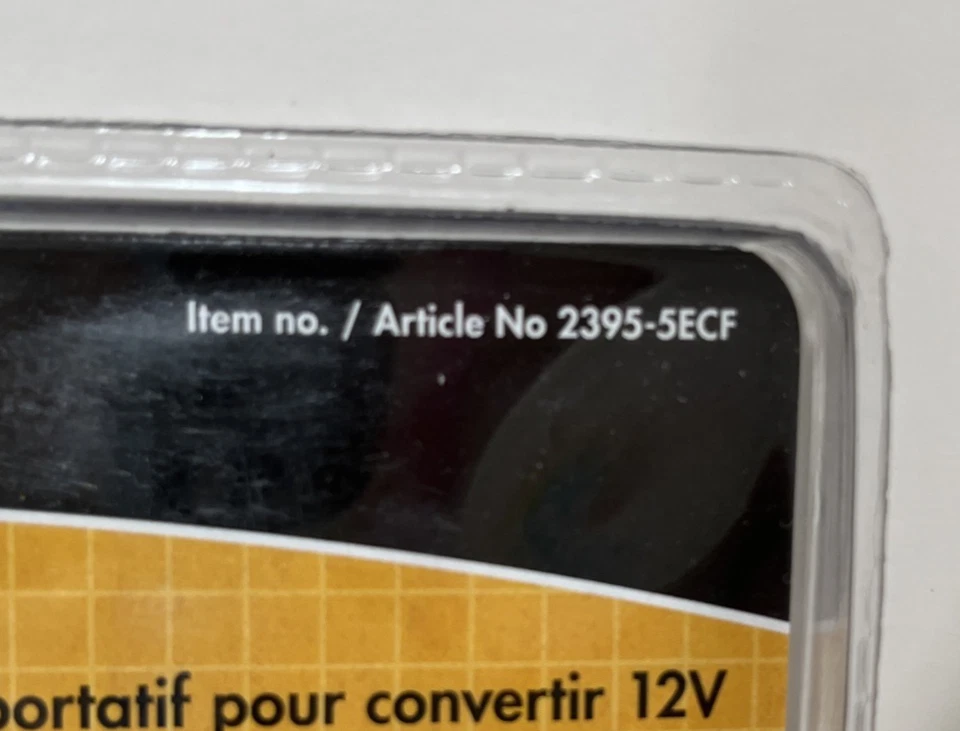 Item no. / Article No 2395-5ECF
portatif pour convertir 12V